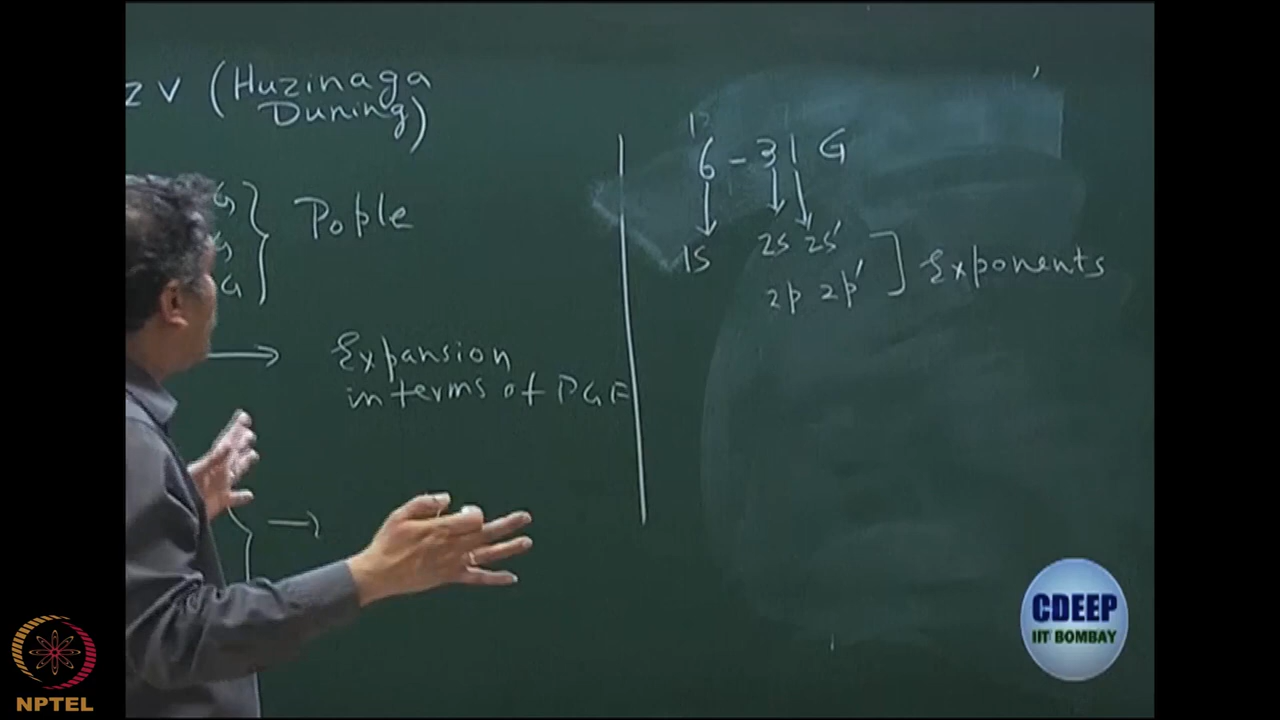 ZV (Huzinaga
Duning)
G
G
G
Pople
Expansion
in terms of PGF
1s
6-31 G
1s 2s 2s'
2p 2p'
Exponents
CDEEP
IIT BOMBAY
NPTEL